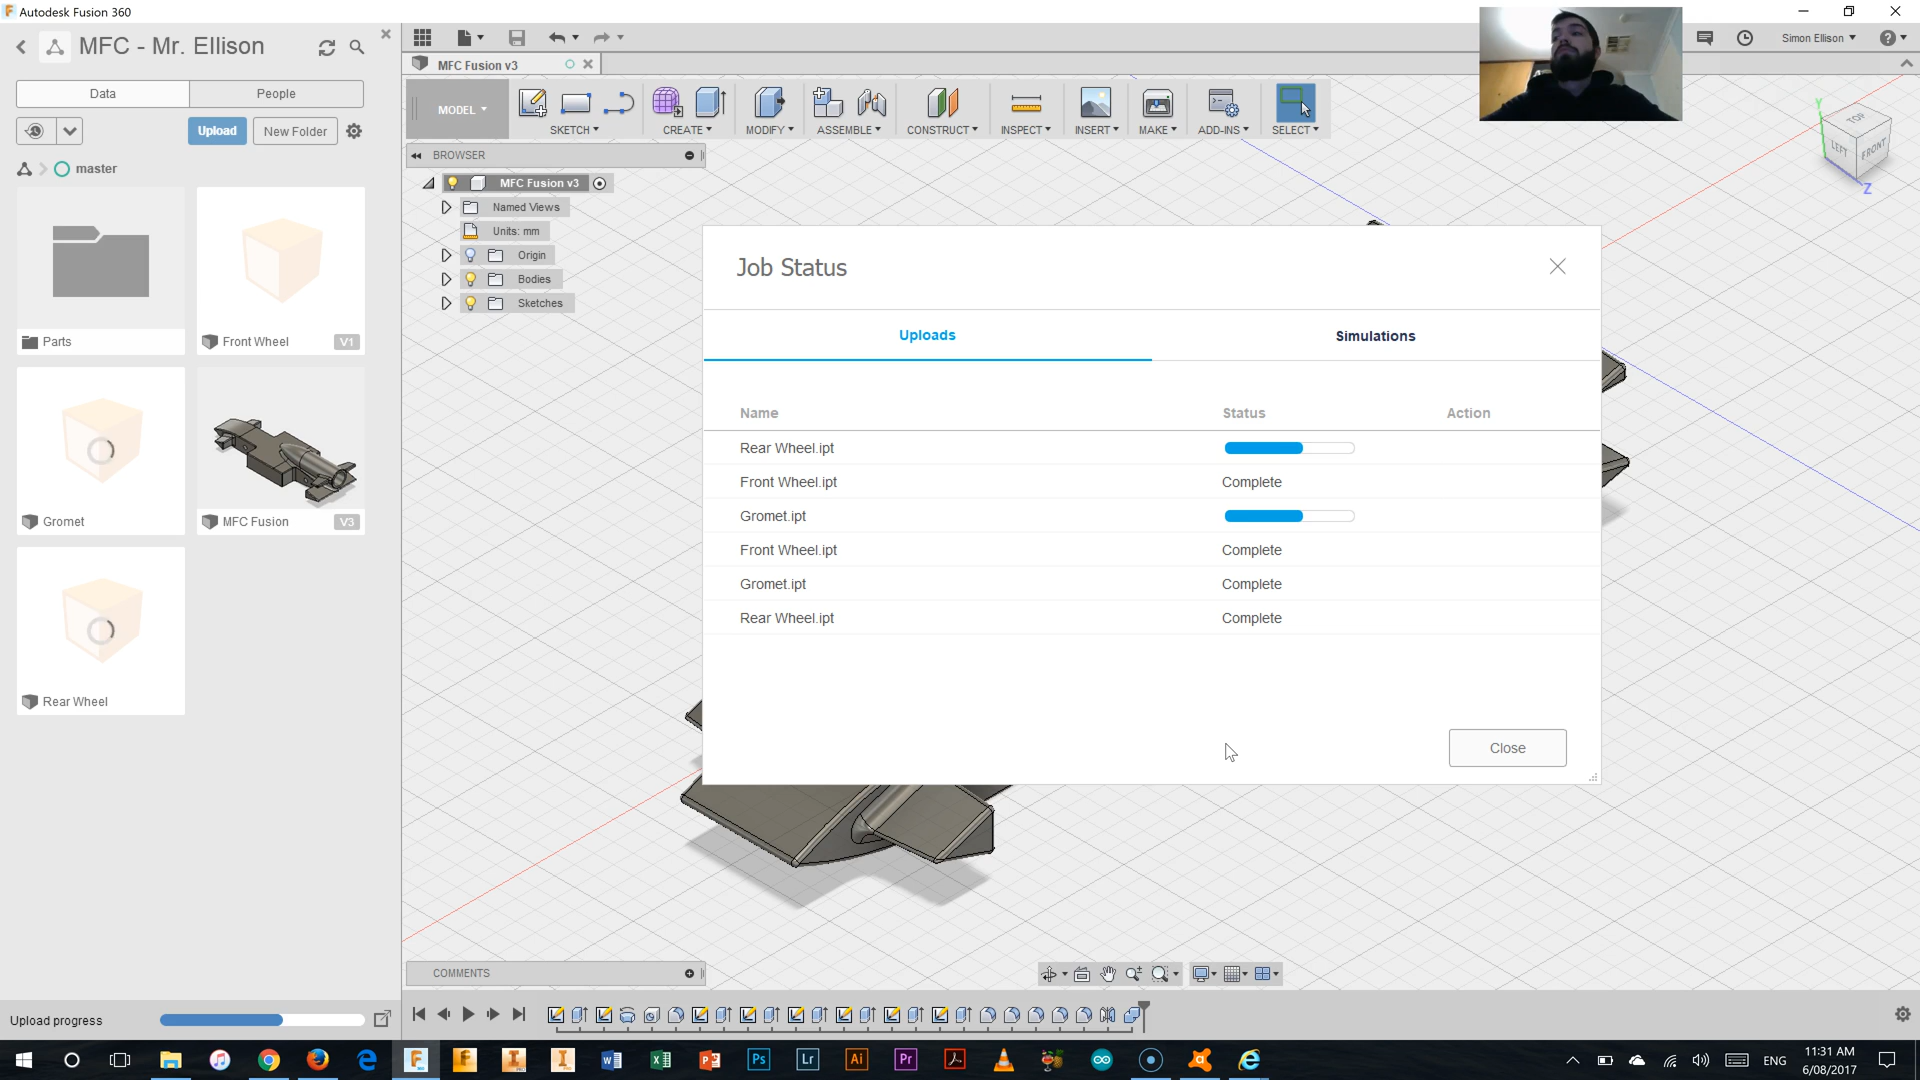 Autodesk Fusion 360
MFC - Mr. Ellison
Data
People
Upload
New Folder
master
Parts
Front Wheel
V1
Gromet
MFC Fusion
V3
Rear Wheel
Upload progress
MFC Fusion v3
Simon Ellison
MODEL
SKETCH
CREATE
MODIFY
ASSEMBLE
CONSTRUCT
INSPECT
INSERT
MAKE
ADD-INS
SELECT
BROWSER
MFC Fusion v3
Named Views
Units: mm
Origin
Bodies
Sketches
Y
TOP
LEFT
FRONT
Z
Job Status
Uploads
Simulations
Name
Status
Action
Rear Wheel.ipt
Front Wheel.ipt
Complete
Gromet.ipt
Front Wheel.ipt
Complete
Gromet.ipt
Complete
Rear Wheel.ipt
Complete
Close
COMMENTS
Ps
Lr
Ai
Pr
ENG
11:31 AM
6/08/2017